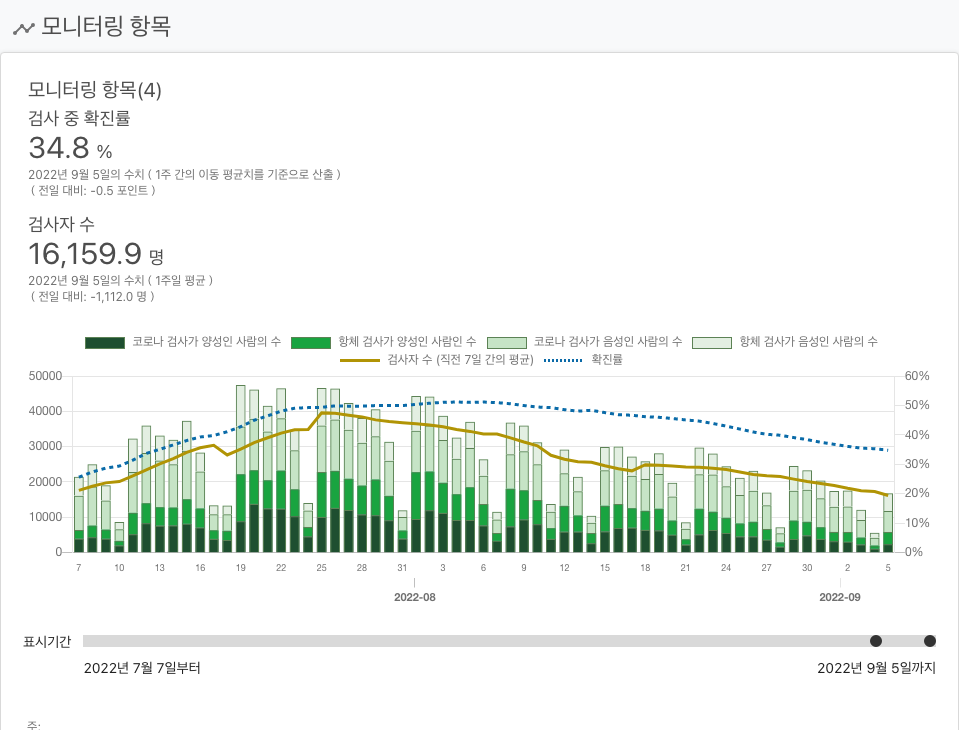 모니터링 항목
모니터링 항목(4)
검사 중 확진률
34.8 %
2022년 9월 5일의 수치 ( 1주 간의 이동 평균치를 기준으로 산출 )
( 전일 대비: -0.5 포인트 )
검사자 수
16,159.9 명
2022년 9월 5일의 수치 ( 1주일 평균 )
( 전일 대비: -1,112.0 명 )
코로나 검사가 양성인 사람의 수 항체 검사가 양성인 사람인 수 코로나 검사가 음성인 사람의 수 항체 검사가 음성인 사람의 수
검사자 수 (직전 7일 간의 평균) 확진률
50000 60%
40000 50%
30000 40%
20000 30%
10000 20%
0 10%
0%
7 10 13 16 19 22 25 28 31 3 6 9 12 15 18 21 24 27 30 2 5
2022-08 2022-09
표시기간
2022년 7월 7일부터 2022년 9월 5일까지
주: